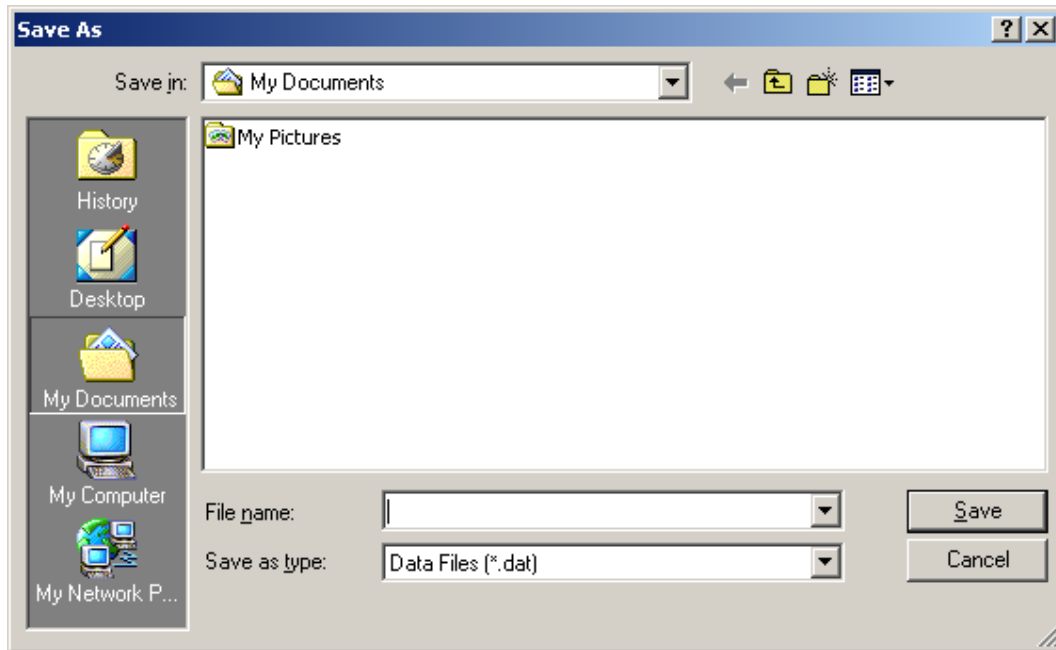 Save As
Save in: My Documents
My Pictures
History
Desktop
My Documents
My Computer
My Network P...
File name:
Save
Save as type: Data Files (*.dat)
Cancel